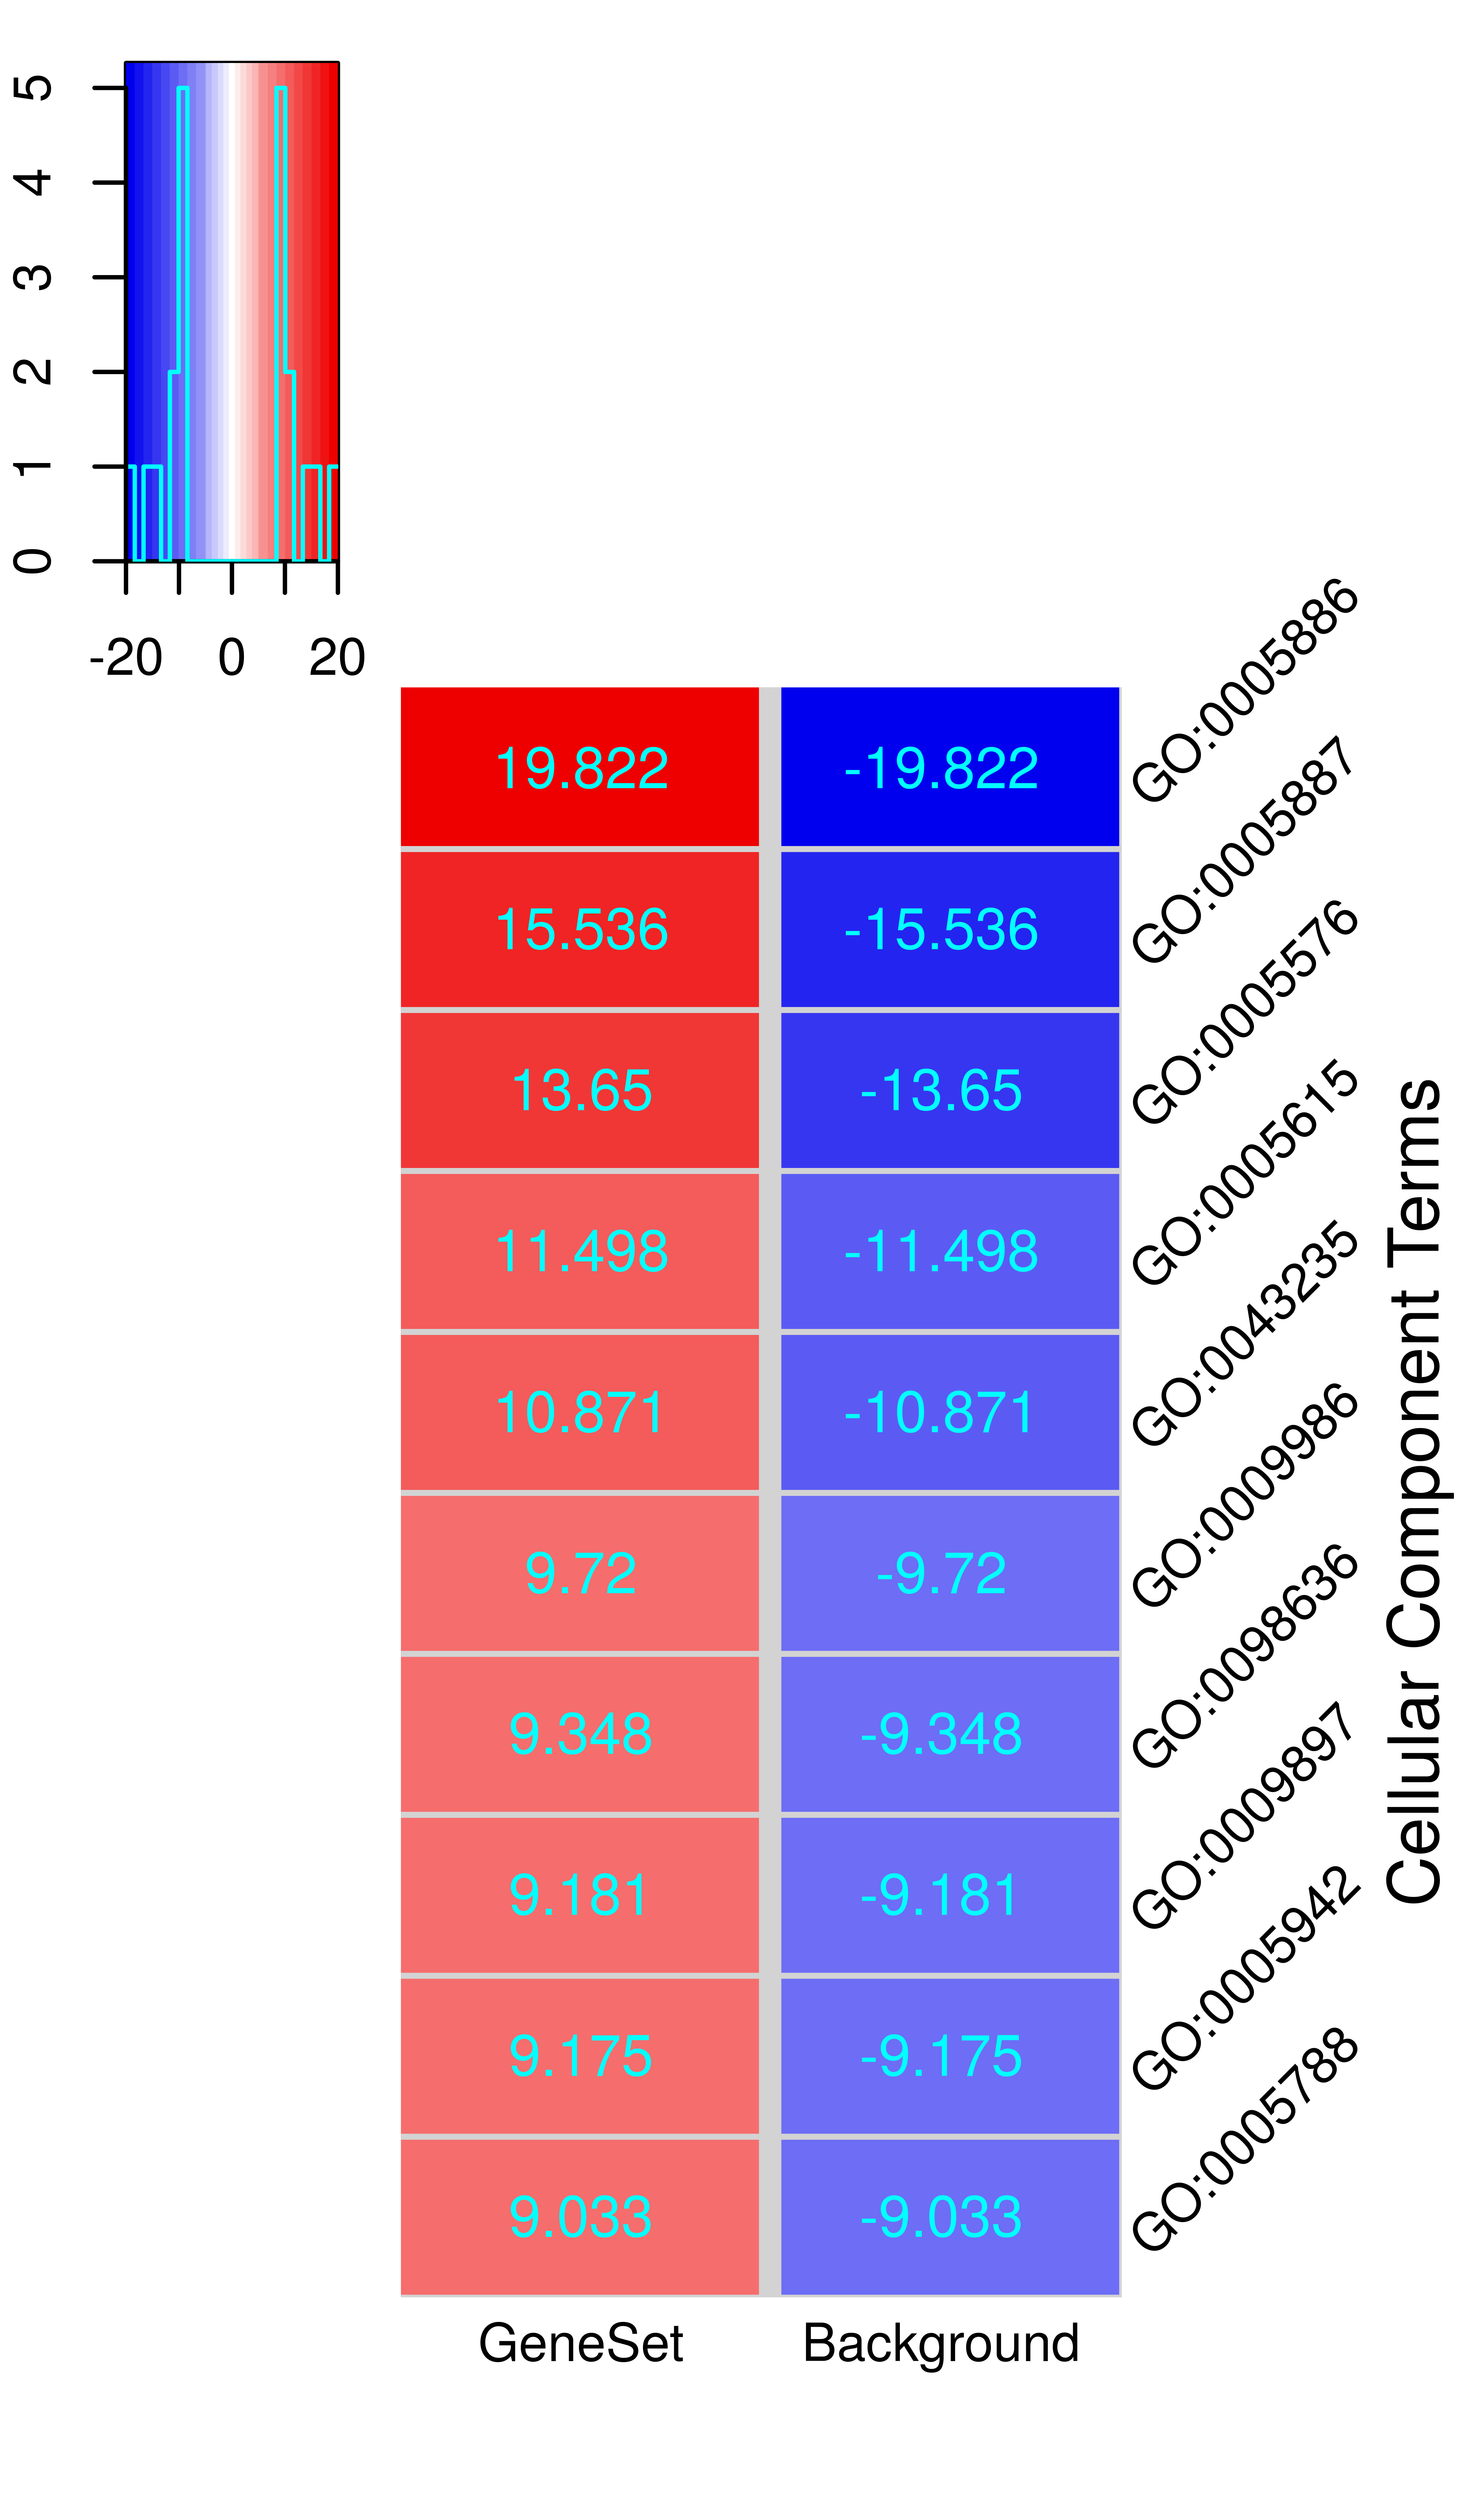 5
4
3
2
1
0
-20 0 20
19.822 -19.822 GO:0005886
15.536 -15.536 GO:0005887
13.65 -13.65 GO:0005576
11.498 -11.498 GO:0005615
10.871 -10.871 GO:0043235
9.72 -9.72 GO:0009986
9.348 -9.348 GO:0098636
9.181 -9.181 GO:0009897
9.175 -9.175 GO:0005942
9.033 -9.033 GO:0005788
Cellular Component Terms
GeneSet Background